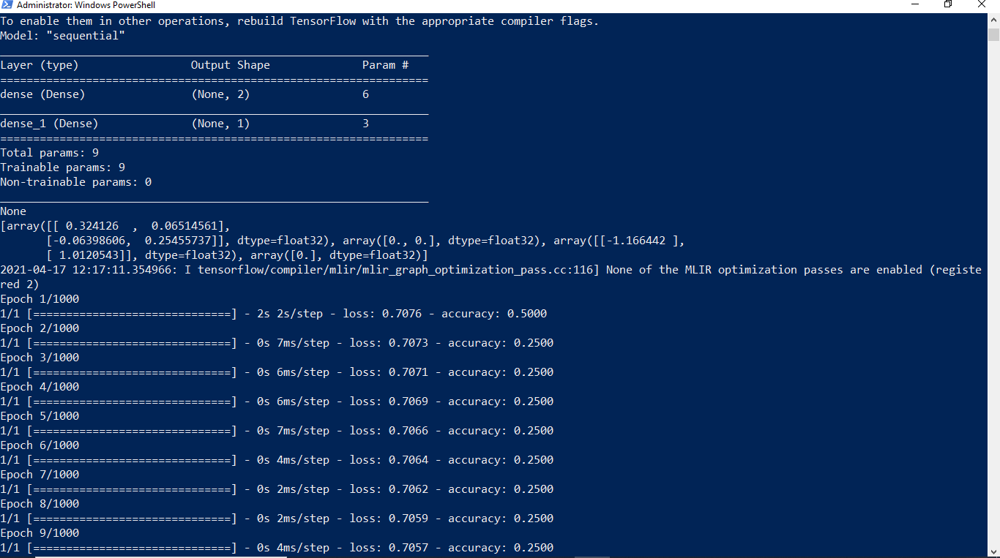 Administrator: Windows PowerShell
To enable them in other operations, rebuild TensorFlow with the appropriate compiler flags.
Model: "sequential"
_________________________________________________________________
Layer (type)                 Output Shape              Param #
=================================================================
dense (Dense)                (None, 2)                 6
_________________________________________________________________
dense_1 (Dense)              (None, 1)                 3
=================================================================
Total params: 9
Trainable params: 9
Non-trainable params: 0
_________________________________________________________________
None
[array([[ 0.324126  ,  0.06514561],
       [-0.06398606,  0.25455737]], dtype=float32), array([0., 0.], dtype=float32), array([[-1.166442 ],
       [ 1.0120543]], dtype=float32), array([0.], dtype=float32)]
2021-04-17 12:17:11.354966: I tensorflow/compiler/mlir/mlir_graph_optimization_pass.cc:116] None of the MLIR optimization passes are enabled (registe
red 2)
Epoch 1/1000
1/1 [==============================] - 2s 2s/step - loss: 0.7076 - accuracy: 0.5000
Epoch 2/1000
1/1 [==============================] - 0s 7ms/step - loss: 0.7073 - accuracy: 0.2500
Epoch 3/1000
1/1 [==============================] - 0s 6ms/step - loss: 0.7071 - accuracy: 0.2500
Epoch 4/1000
1/1 [==============================] - 0s 6ms/step - loss: 0.7069 - accuracy: 0.2500
Epoch 5/1000
1/1 [==============================] - 0s 7ms/step - loss: 0.7066 - accuracy: 0.2500
Epoch 6/1000
1/1 [==============================] - 0s 4ms/step - loss: 0.7064 - accuracy: 0.2500
Epoch 7/1000
1/1 [==============================] - 0s 2ms/step - loss: 0.7062 - accuracy: 0.2500
Epoch 8/1000
1/1 [==============================] - 0s 2ms/step - loss: 0.7059 - accuracy: 0.2500
Epoch 9/1000
1/1 [==============================] - 0s 4ms/step - loss: 0.7057 - accuracy: 0.2500